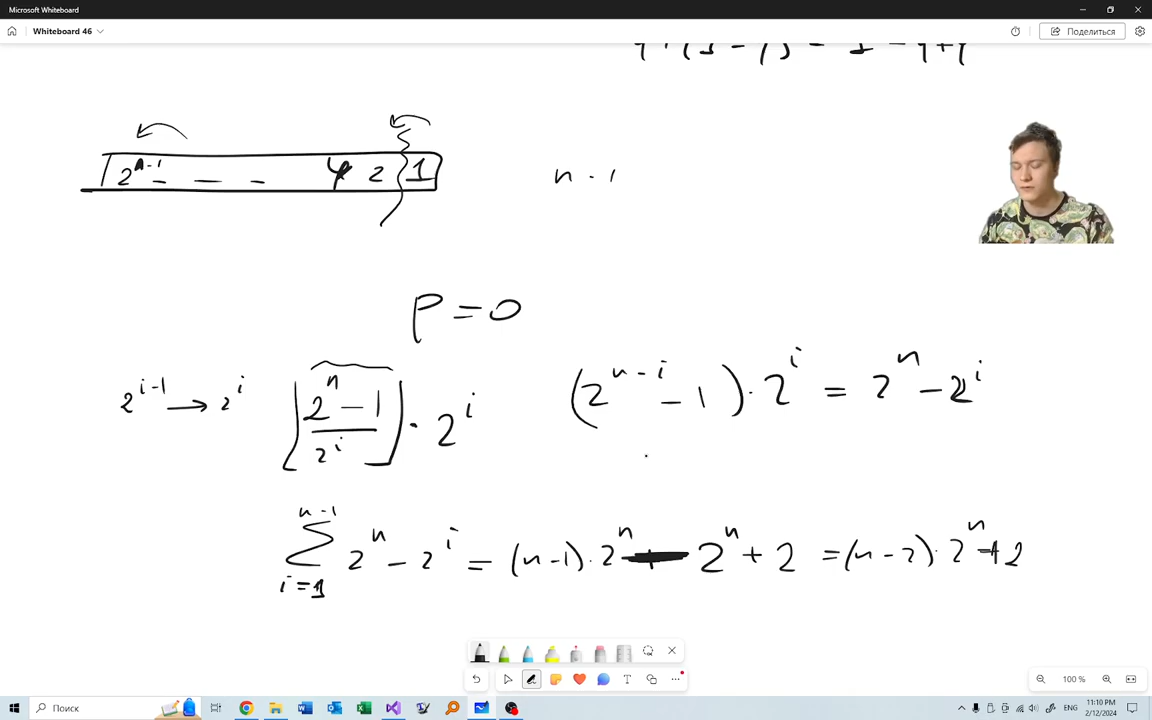 Microsoft Whiteboard
Whiteboard 46
Поделиться
2^{n-1} _ _ _ 4 2 1
n - 1
P = 0
2^{i-1} → 2^i ⌊(2^n - 1)/2^i⌋ · 2^i (2^{n-i} - 1) · 2^i = 2^n - 2^i
∑_{i=1}^{n-1} 2^n - 2^i = (n-1) · 2^n - 2^n + 2 = (n-2) · 2^n + 2
100 %
Поиск
ENG
11:10 PM
2/12/2024